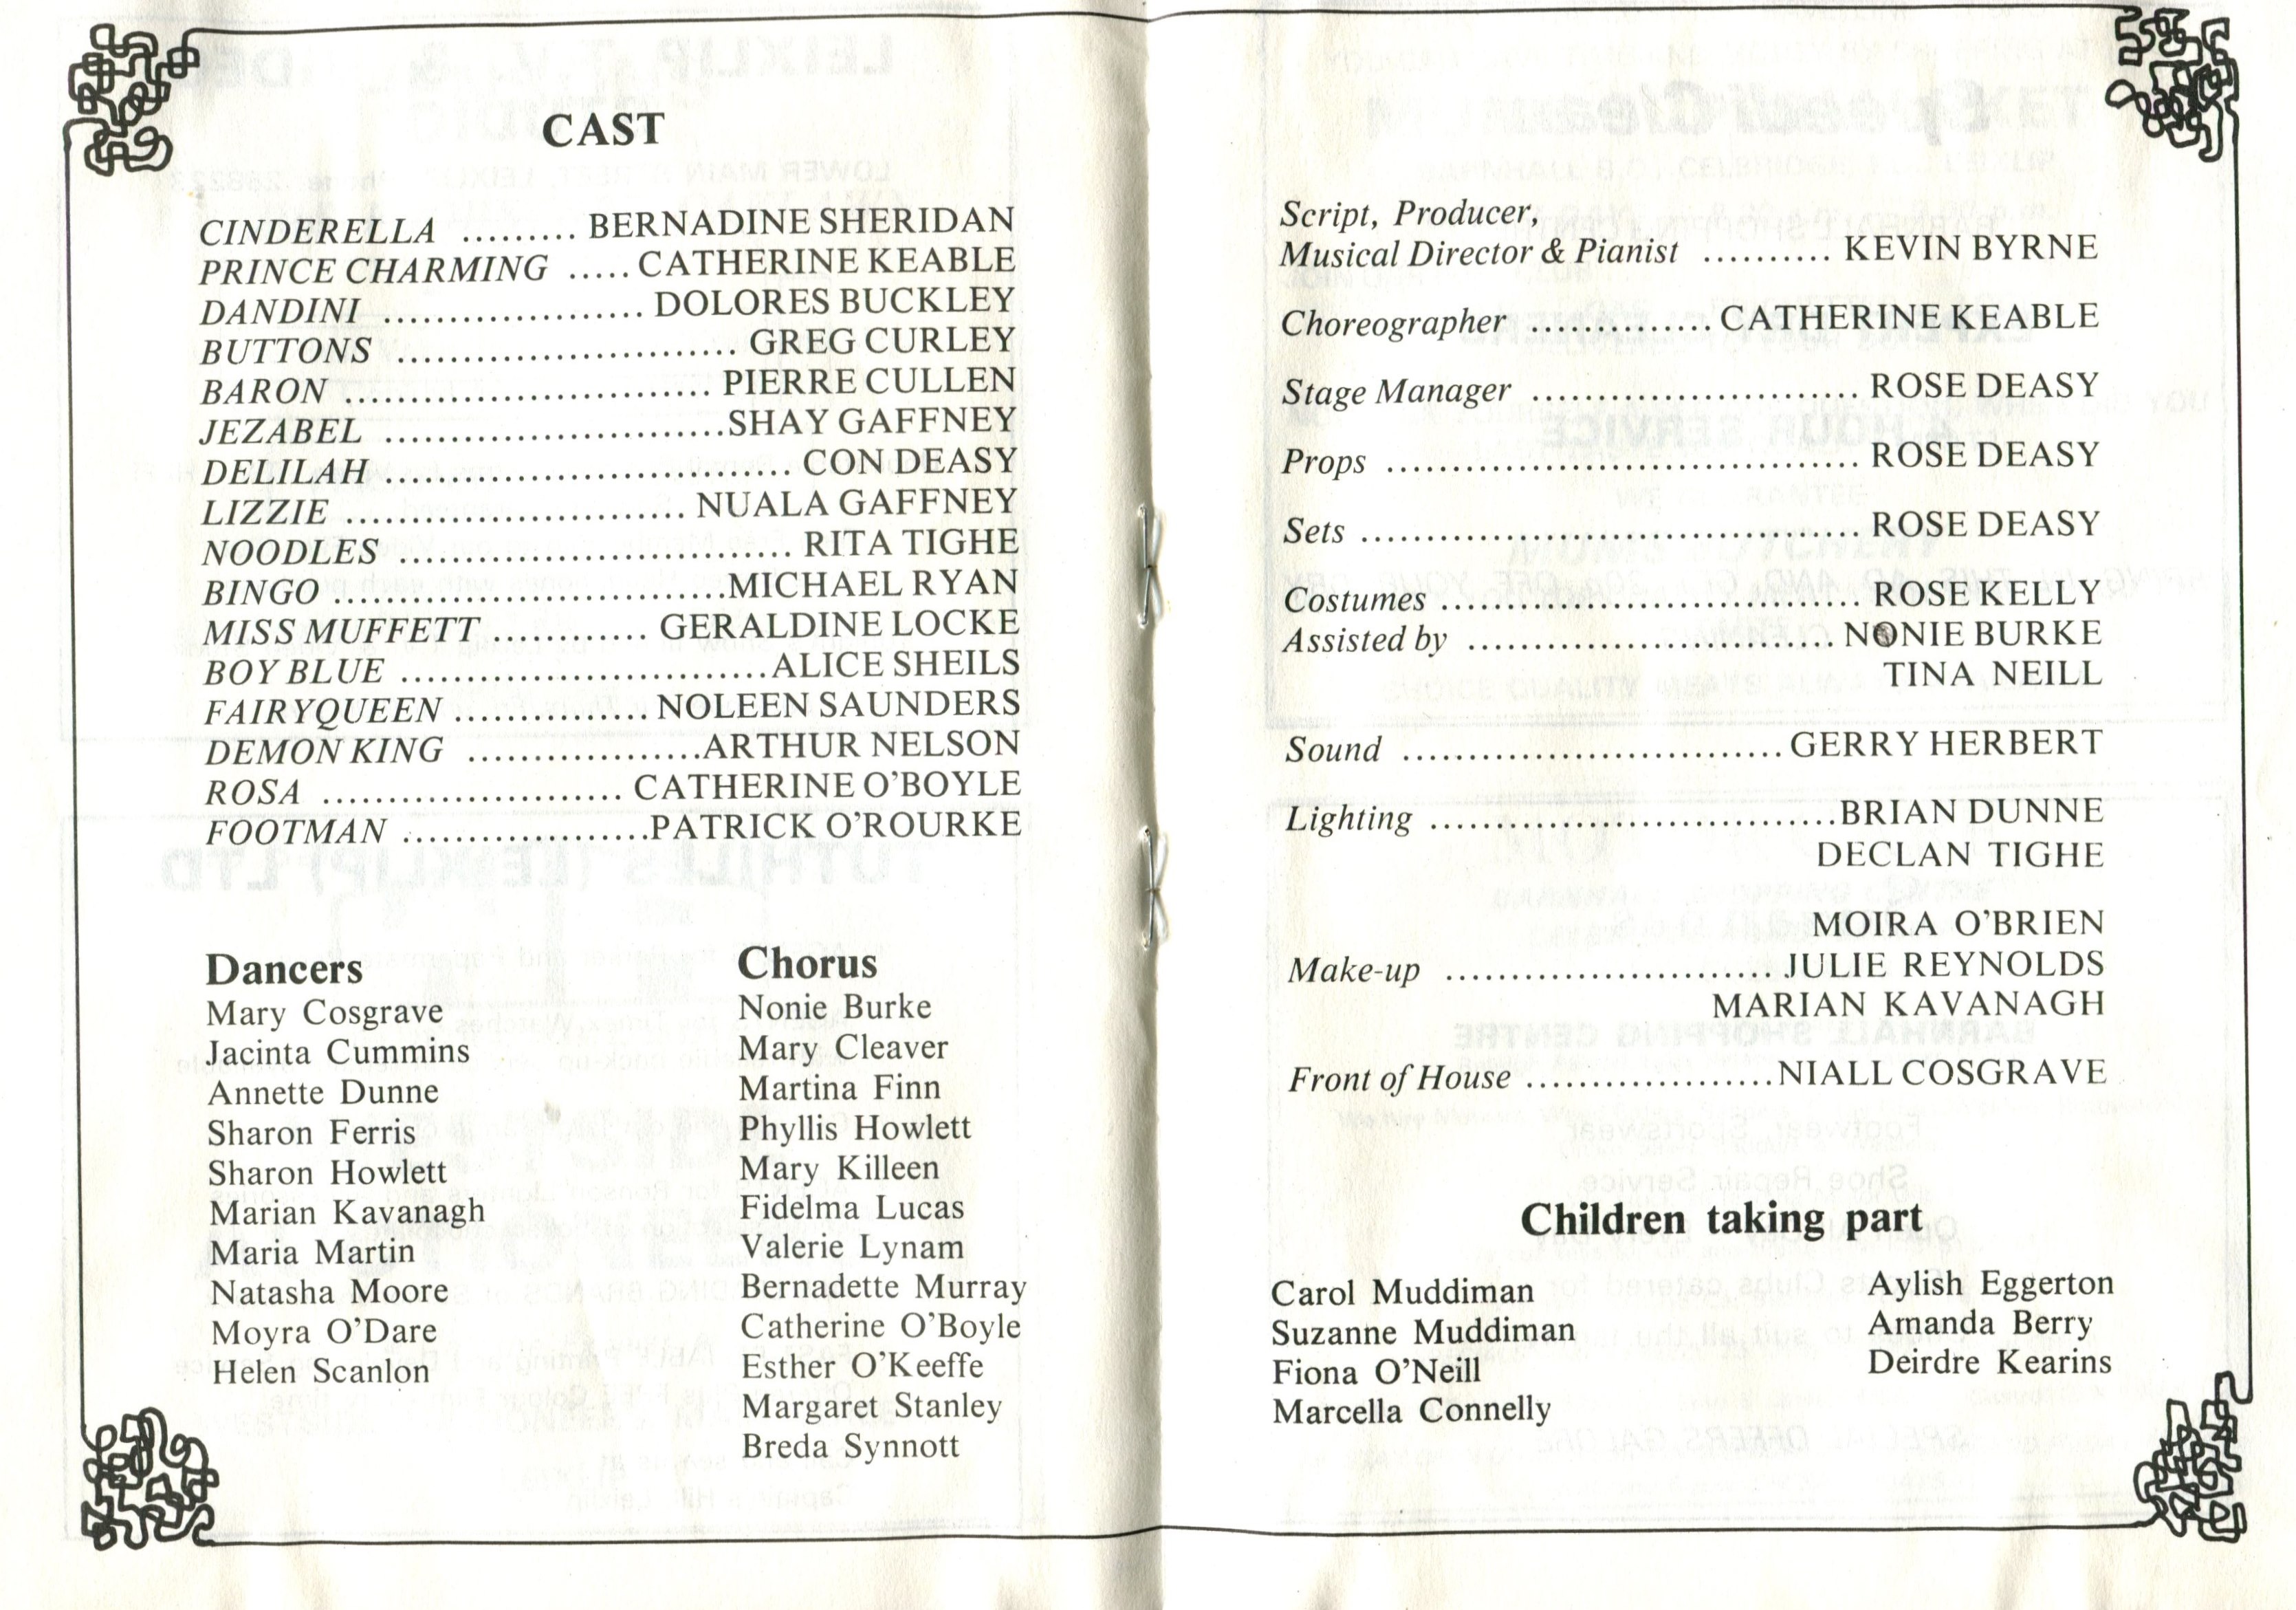 CAST
CINDERELLA ......... BERNADINE SHERIDAN
PRINCE CHARMING ..... CATHERINE KEABLE
DANDINI .................... DOLORES BUCKLEY
BUTTONS .......................... GREG CURLEY
BARON ............................ PIERRE CULLEN
JEZABEL ..........................SHAY GAFFNEY
DELILAH ................................ CON DEASY
LIZZIE .......................... NUALA GAFFNEY
NOODLES ................................ RITA TIGHE
BINGO ..............................MICHAEL RYAN
MISS MUFFETT ............ GERALDINE LOCKE
BOY BLUE ............................ALICE SHEILS
FAIRYQUEEN ............... NOLEEN SAUNDERS
DEMON KING ..................ARTHUR NELSON
ROSA ....................... CATHERINE O'BOYLE
FOOTMAN ...................PATRICK O'ROURKE
Dancers
Mary Cosgrave
Jacinta Cummins
Annette Dunne
Sharon Ferris
Sharon Howlett
Marian Kavanagh
Maria Martin
Natasha Moore
Moyra O'Dare
Helen Scanlon
Chorus
Nonie Burke
Mary Cleaver
Martina Finn
Phyllis Howlett
Mary Killeen
Fidelma Lucas
Valerie Lynam
Bernadette Murray
Catherine O'Boyle
Esther O'Keeffe
Margaret Stanley
Breda Synnott
Script, Producer,
Musical Director & Pianist .......... KEVIN BYRNE
Choreographer .............. CATHERINE KEABLE
Stage Manager ......................... ROSE DEASY
Props .................................... ROSE DEASY
Sets ...................................... ROSE DEASY
Costumes ................................ ROSE KELLY
Assisted by ............................ NONIE BURKE
TINA NEILL
Sound .............................GERRY HERBERT
Lighting ...............................BRIAN DUNNE
DECLAN TIGHE
MOIRA O'BRIEN
Make-up .........................JULIE REYNOLDS
MARIAN KAVANAGH
Front of House ...................NIALL COSGRAVE
Children taking part
Carol Muddiman
Suzanne Muddiman
Fiona O'Neill
Marcella Connelly
Aylish Eggerton
Amanda Berry
Deirdre Kearins